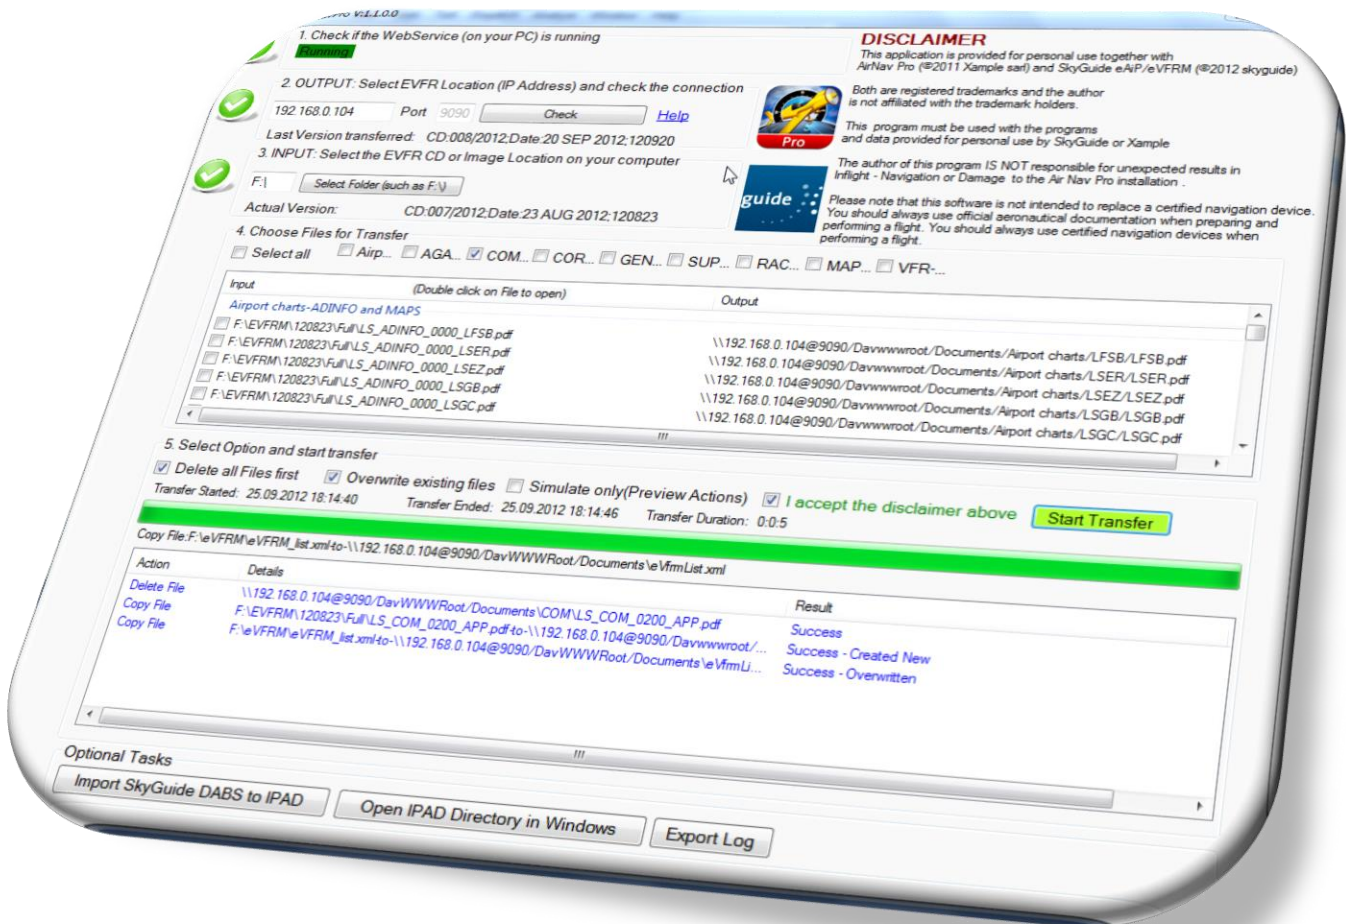 Pro V:1.1.0.0
1. Check if the WebService (on your PC) is running
Running
2. OUTPUT: Select EVFR Location (IP Address) and check the connection
192.168.0.104 Port 9090 Check Help
Last Version transferred: CD:008/2012;Date:20 SEP 2012;120920
3. INPUT: Select the EVFR CD or Image Location on your computer
F:\ Select Folder (such as F:\)
Actual Version: CD:007/2012;Date:23 AUG 2012;120823
DISCLAIMER
This application is provided for personal use together with
AirNav Pro (®2011 Xample sarl) and SkyGuide eAiP/eVFRM (®2012 skyguide)
Both are registered trademarks and the author
is not affiliated with the trademark holders.
This program must be used with the programs
and data provided for personal use by SkyGuide or Xample
The author of this program IS NOT responsible for unexpected results in
Inflight - Navigation or Damage to the Air Nav Pro installation .
Please note that this software is not intended to replace a certified navigation device.
You should always use official aeronautical documentation when preparing and
performing a flight. You should always use certified navigation devices when
performing a flight.
Pro
guide
4. Choose Files for Transfer
Select all Airp... AGA... COM... COR... GEN... SUP... RAC... MAP... VFR-...
Input (Double click on File to open) Output
Airport charts-ADINFO and MAPS
F:\EVFRM\120823\Full\LS_ADINFO_0000_LFSB.pdf \\192.168.0.104@9090/Davwwwroot/Documents/Airport charts/LFSB/LFSB.pdf
F:\EVFRM\120823\Full\LS_ADINFO_0000_LSER.pdf \\192.168.0.104@9090/Davwwwroot/Documents/Airport charts/LSER/LSER.pdf
F:\EVFRM\120823\Full\LS_ADINFO_0000_LSEZ.pdf \\192.168.0.104@9090/Davwwwroot/Documents/Airport charts/LSEZ/LSEZ.pdf
F:\EVFRM\120823\Full\LS_ADINFO_0000_LSGB.pdf \\192.168.0.104@9090/Davwwwroot/Documents/Airport charts/LSGB/LSGB.pdf
F:\EVFRM\120823\Full\LS_ADINFO_0000_LSGC.pdf \\192.168.0.104@9090/Davwwwroot/Documents/Airport charts/LSGC/LSGC.pdf
5. Select Option and start transfer
Delete all Files first Overwrite existing files Simulate only(Preview Actions) I accept the disclaimer above Start Transfer
Transfer Started: 25.09.2012 18:14:40 Transfer Ended: 25.09.2012 18:14:46 Transfer Duration: 0:0:5
Copy File:F:\eVFRM\eVFRM_list.xml-to-\\192.168.0.104@9090/DavWWWRoot/Documents\eVfrmList.xml
Action Details Result
Delete File \\192.168.0.104@9090/DavWWWRoot/Documents\COM\LS_COM_0200_APP.pdf Success
Copy File F:\EVFRM\120823\Full\LS_COM_0200_APP.pdf-to-\\192.168.0.104@9090/Davwwwroot/... Success - Created New
Copy File F:\eVFRM\eVFRM_list.xml-to-\\192.168.0.104@9090/DavWWWRoot/Documents\eVfrmLi... Success - Overwritten
Optional Tasks
Import SkyGuide DABS to IPAD Open IPAD Directory in Windows Export Log